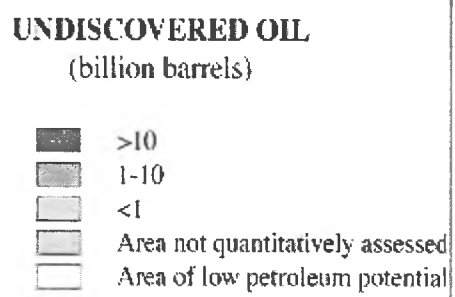 UNDISCOVERED OIL
(billion barrels)
>10
1-10
<1
Area not quantitatively assessed
Area of low petroleum potential